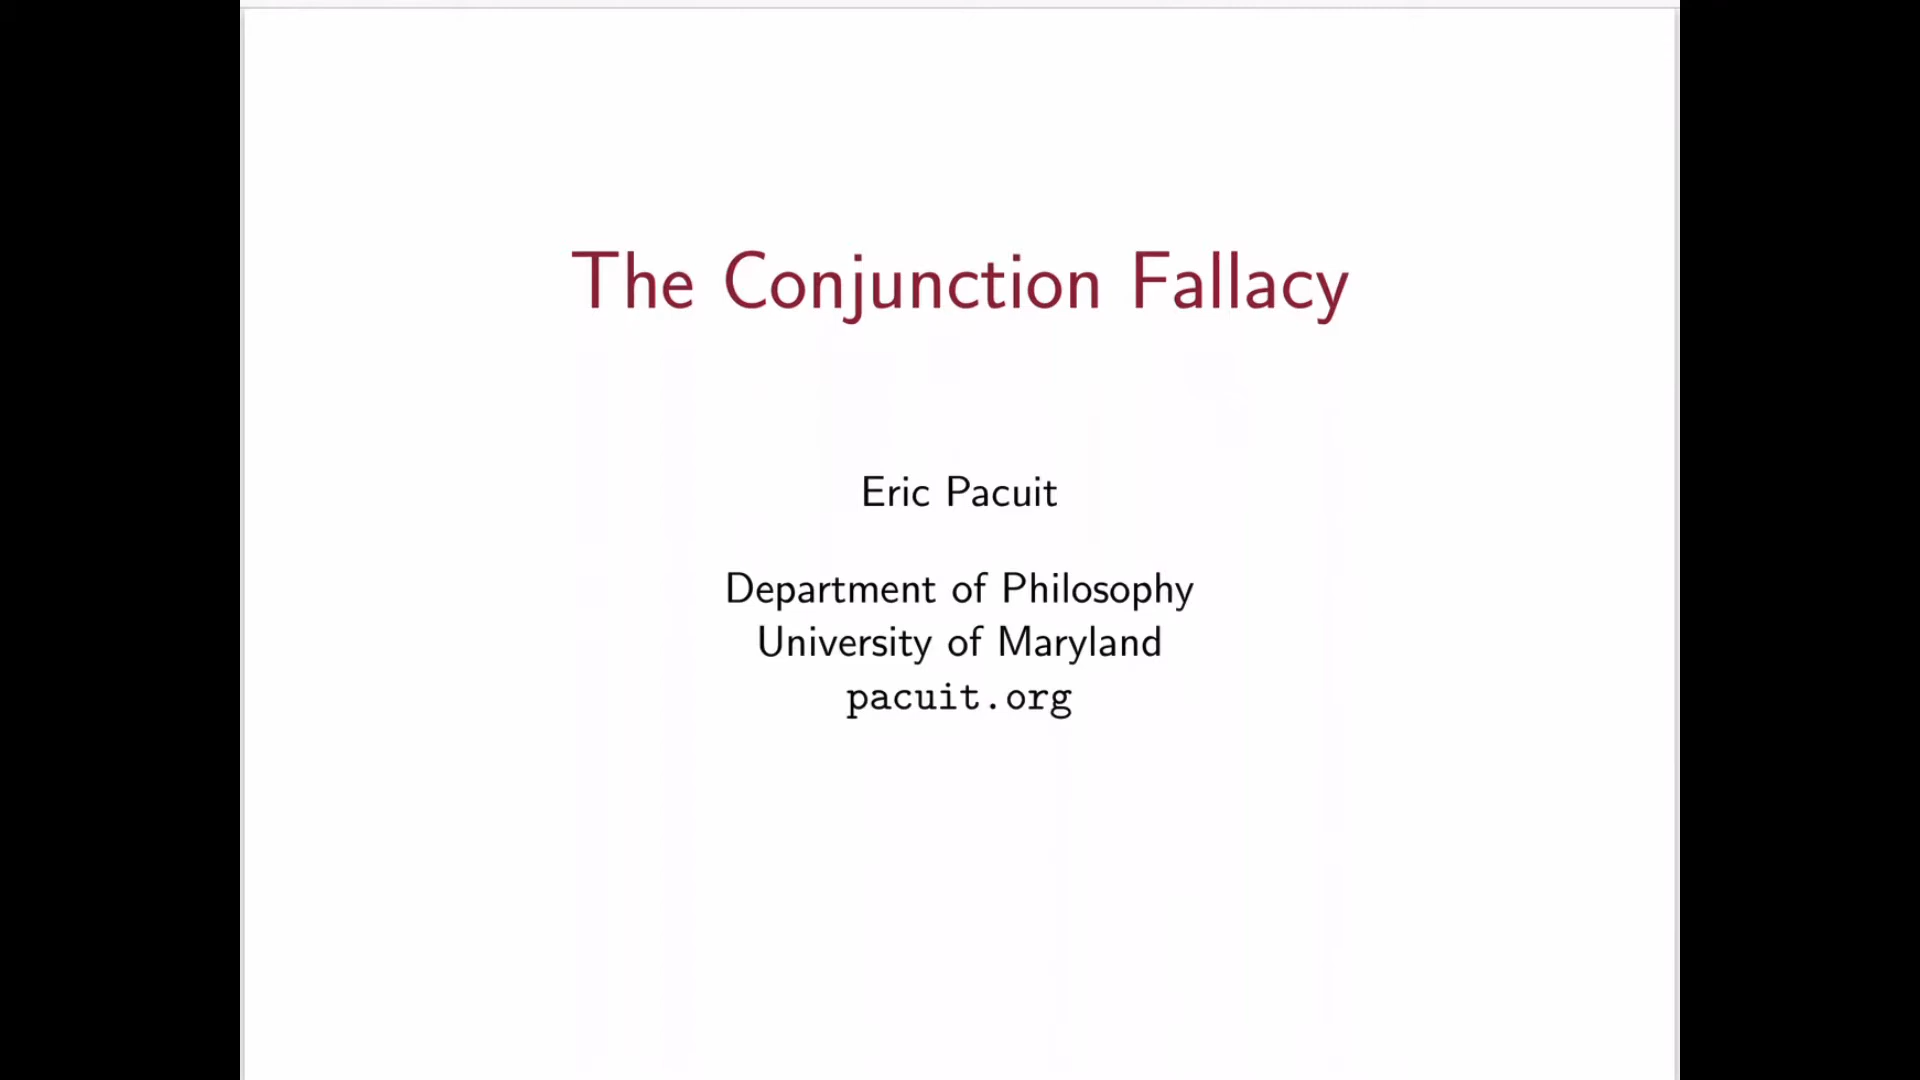 The Conjunction Fallacy
Eric Pacuit
Department of Philosophy
University of Maryland
pacuit.org